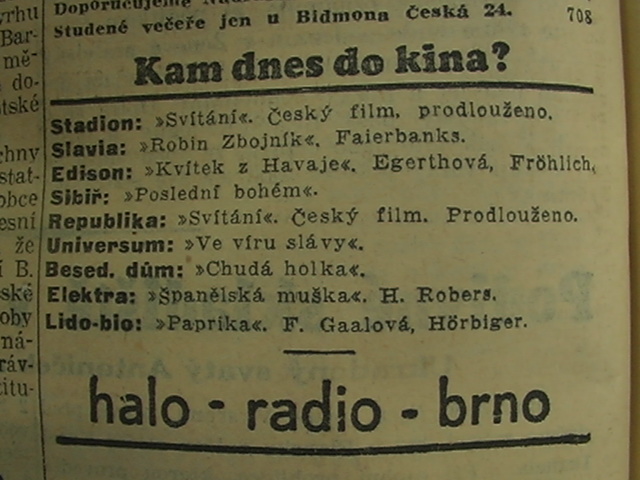 Doporučujeme
Studené večeře jen u Bidmona Česká 24.
708
Kam dnes do kina?
Stadion: »Svítání«. Český film, prodlouženo.
Slavia: »Robin Zbojník«. Faierbanks.
Edison: »Kvítek z Havaje«. Egerthová, Fröhlich,
Sibiř: »Poslední bohém«.
Republika: »Svítání«. Český film. Prodlouženo.
Universum: »Ve víru slávy«.
Besed. dům: »Chudá holka«.
Elektra: »Španělská muška«. H. Robers.
Lido-bio: »Paprika«. F. Gaalová, Hörbiger.
halo - radio - brno